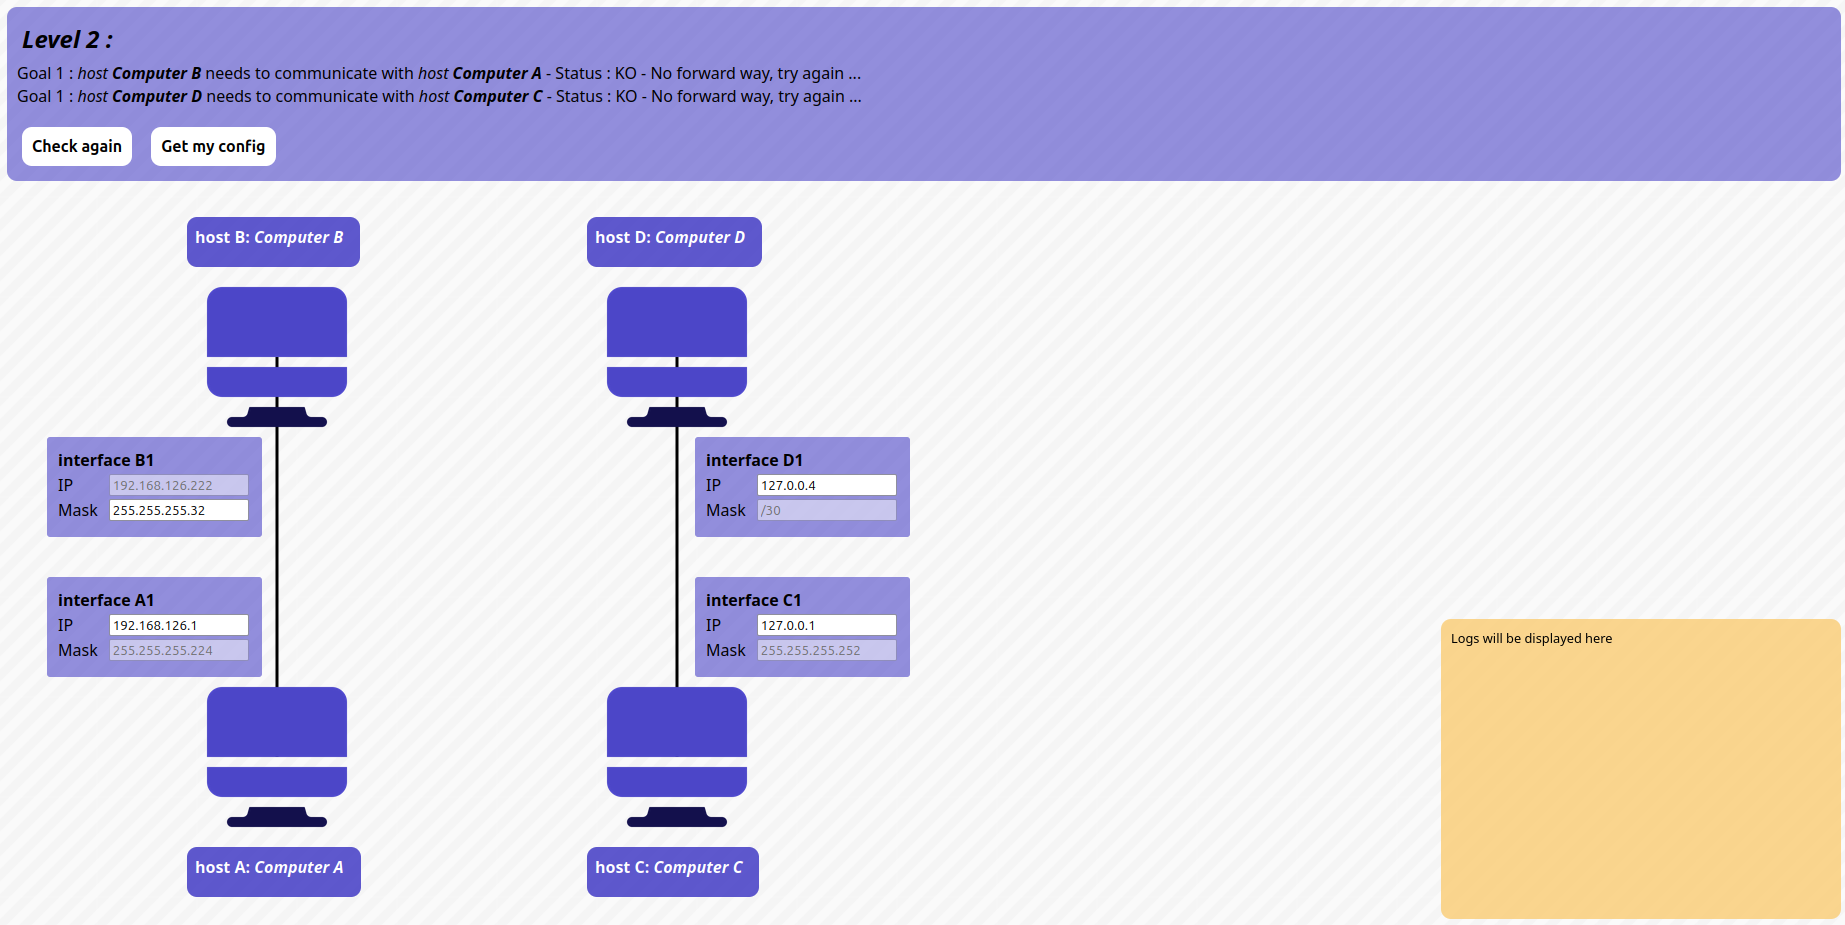 Level 2 :
Goal 1 : host Computer B needs to communicate with host Computer A - Status : KO - No forward way, try again ...
Goal 1 : host Computer D needs to communicate with host Computer C - Status : KO - No forward way, try again ...
Check again Get my config
host B: Computer B
host D: Computer D
interface B1
IP 192.168.126.222
Mask 255.255.255.32
interface D1
IP 127.0.0.4
Mask /30
interface A1
IP 192.168.126.1
Mask 255.255.255.224
interface C1
IP 127.0.0.1
Mask 255.255.255.252
Logs will be displayed here
host A: Computer A
host C: Computer C